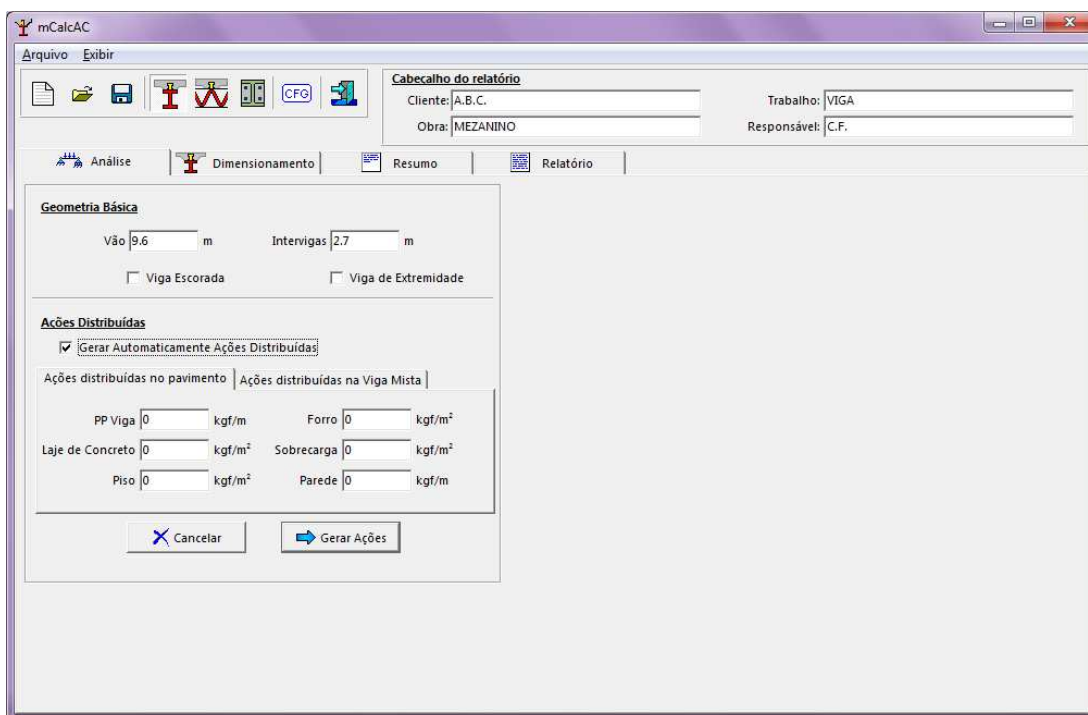 mCalcAC
Arquivo Exibir
CFG
Cabecalho do relatório
Cliente: A.B.C. Trabalho: VIGA
Obra: MEZANINO Responsável: C.F.
Análise Dimensionamento Resumo Relatório
Geometria Básica
Vão 9.6 m Intervigas 2.7 m
Viga Escorada Viga de Extremidade
Ações Distribuídas
Gerar Automaticamente Ações Distribuídas
Ações distribuídas no pavimento Ações distribuídas na Viga Mista
PP Viga 0 kgf/m Forro 0 kgf/m²
Laje de Concreto 0 kgf/m² Sobrecarga 0 kgf/m²
Piso 0 kgf/m² Parede 0 kgf/m
Cancelar Gerar Ações